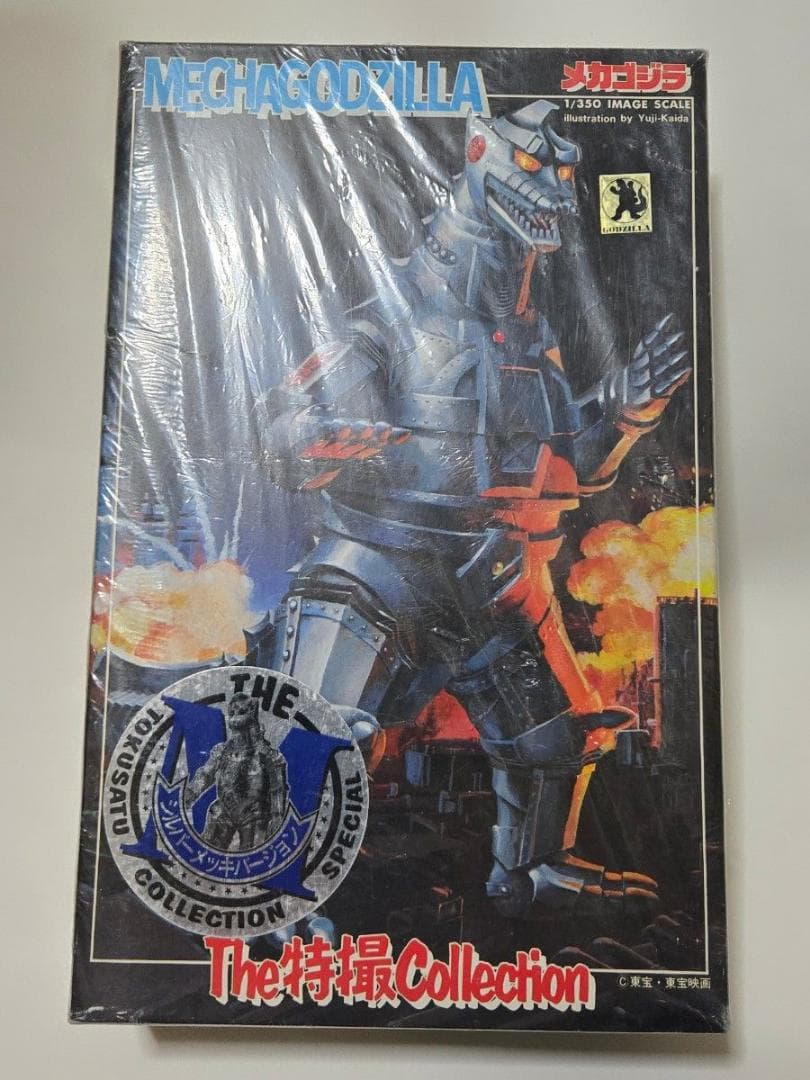 MECHAGODZILLA
メカゴジラ
1/350 IMAGE SCALE
illustration by Yuji-Kaida
GODZILLA
THE
TOKUSATU
COLLECTION
SPECIAL
シルバーメッキバージョン
The特撮Collection
©東宝・東宝映画